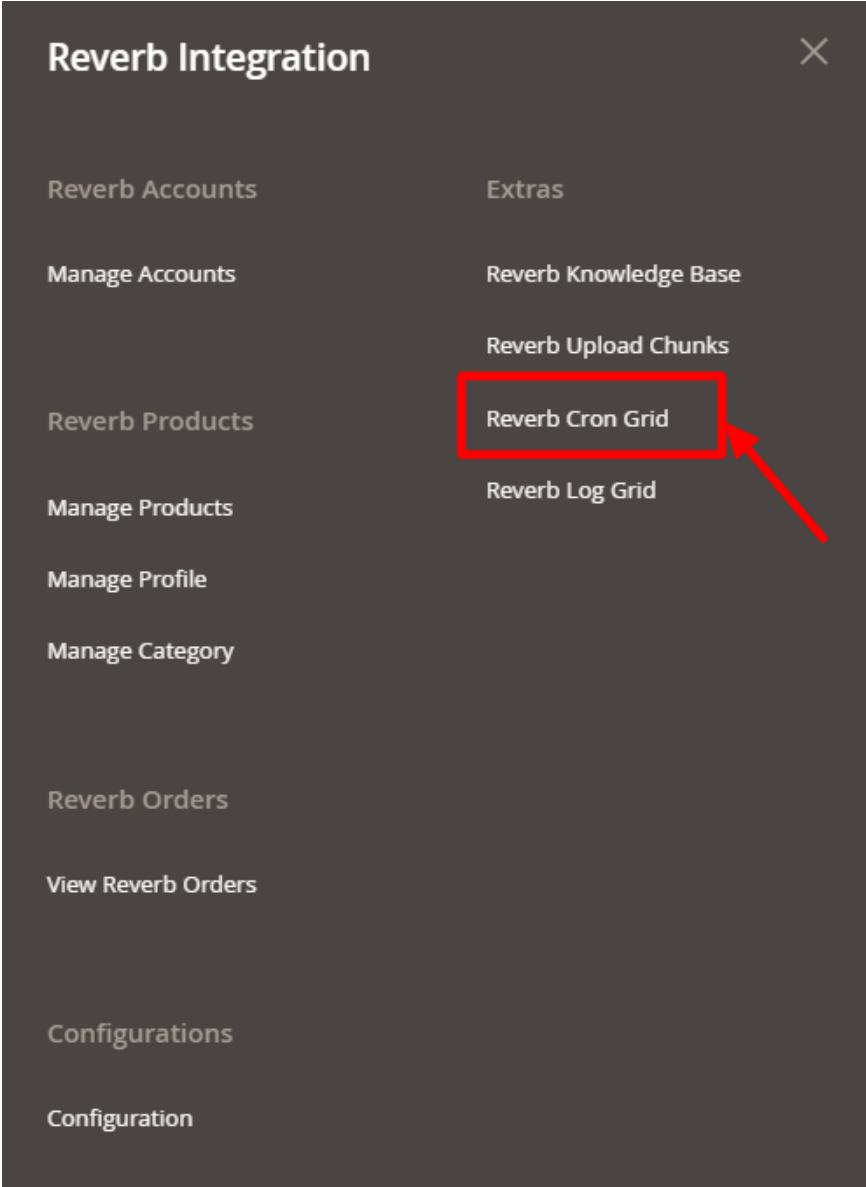 Reverb Integration
Reverb Accounts
Manage Accounts
Reverb Products
Manage Products
Manage Profile
Manage Category
Reverb Orders
View Reverb Orders
Configurations
Configuration
Extras
Reverb Knowledge Base
Reverb Upload Chunks
Reverb Cron Grid
Reverb Log Grid